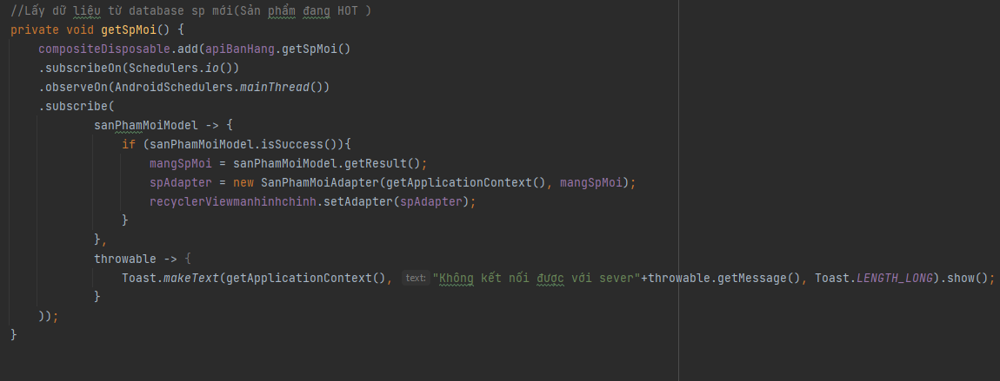 //Lấy dữ liệu từ database sp mới(Sản phẩm đang HOT )
private void getSpMoi() {
compositeDisposable.add(apiBanHang.getSpMoi()
.subscribeOn(Schedulers.io())
.observeOn(AndroidSchedulers.mainThread())
.subscribe(
sanPhamMoiModel -> {
if (sanPhamMoiModel.isSuccess()){
mangSpMoi = sanPhamMoiModel.getResult();
spAdapter = new SanPhamMoiAdapter(getApplicationContext(), mangSpMoi);
recyclerViewmanhinhchinh.setAdapter(spAdapter);
}
},
throwable -> {
Toast.makeText(getApplicationContext(), text: "Không kết nối được với sever"+throwable.getMessage(), Toast.LENGTH_LONG).show();
}
));
}